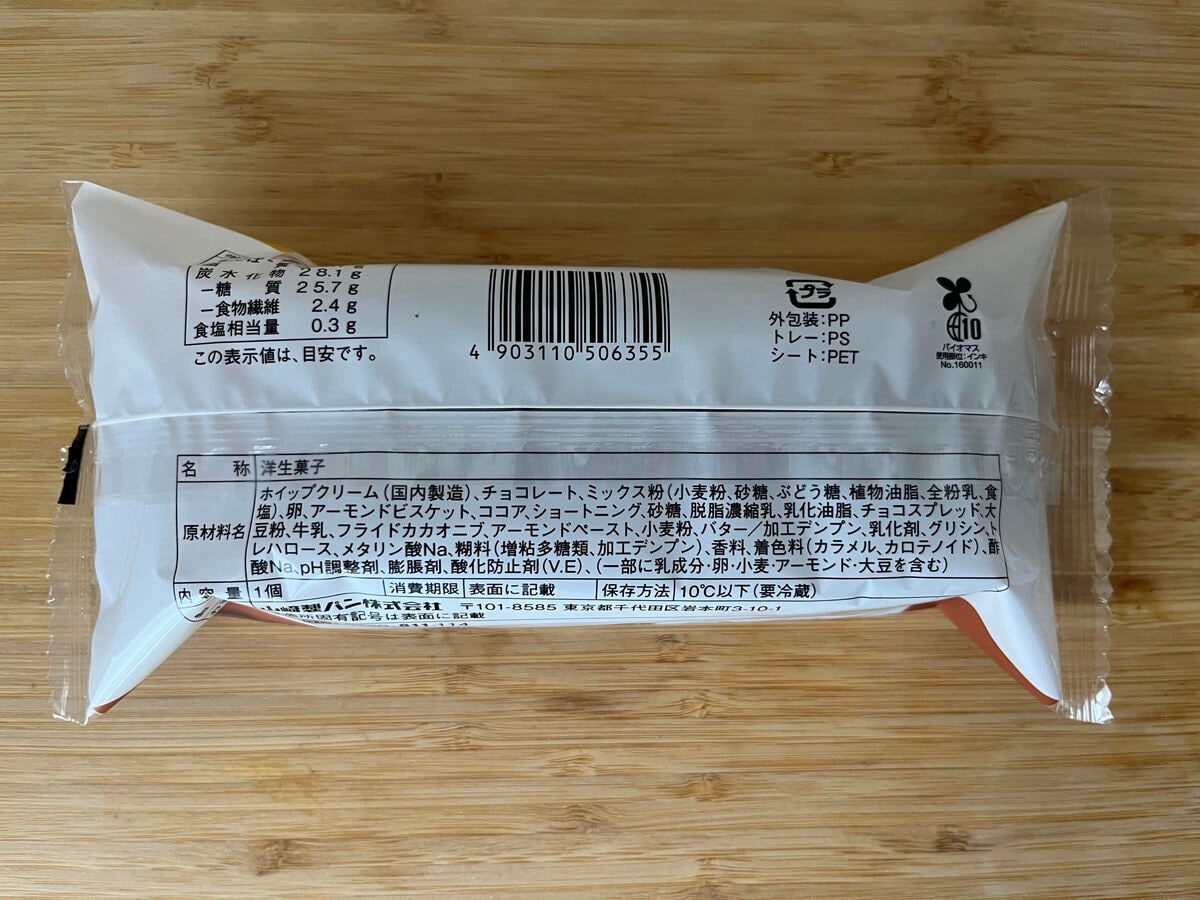 炭水化物 28.1g
－糖 質 25.7g
－食物繊維 2.4g
食塩相当量 0.3g
この表示値は、目安です。
4 903110 506355
プラ
外包装:PP
トレー:PS
シート:PET
10
バイオマス
使用部位:インキ
No.160011
名 称 洋生菓子
原材料名 ホイップクリーム(国内製造)、チョコレート、ミックス粉(小麦粉、砂糖、ぶどう糖、植物油脂、全粉乳、食
塩)、卵、アーモンドビスケット、ココア、ショートニング、砂糖、脱脂濃縮乳、乳化油脂、チョコスプレッド、大
豆粉、牛乳、フライドカカオニブ、アーモンドペースト、小麦粉、バター／加工デンプン、乳化剤、グリシン、ト
レハロース、メタリン酸Na、糊料(増粘多糖類、加工デンプン)、香料、着色料(カラメル、カロテノイド)、酢
酸Na、pH調整剤、膨脹剤、酸化防止剤(V.E)、(一部に乳成分・卵・小麦・アーモンド・大豆を含む)
内容量 1個 消費期限 表面に記載 保存方法 10℃以下(要冷蔵)
山崎製パン株式会社 〒101-8585 東京都千代田区岩本町3-10-1
所固有記号は表面に記載